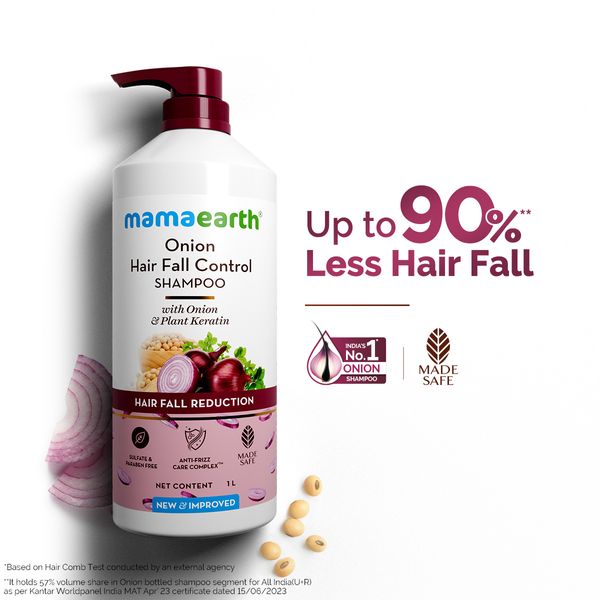 mamaearth®
Onion
Hair Fall Control
SHAMPOO
with Onion
& Plant Keratin
HAIR FALL REDUCTION
SULFATE &
PARABEN FREE
ANTI-FRIZZ
CARE COMPLEX™
MADE
SAFE
NET CONTENT 1 L
NEW & IMPROVED
Up to 90%**
Less Hair Fall
INDIA'S
No.1*
ONION
SHAMPOO
MADE
SAFE
*Based on Hair Comb Test conducted by an external agency
**It holds 57% volume share in Onion bottled shampoo segment for All India(U+R)
as per Kantar Worldpanel India MAT Apr' 23 certificate dated 15/06/2023